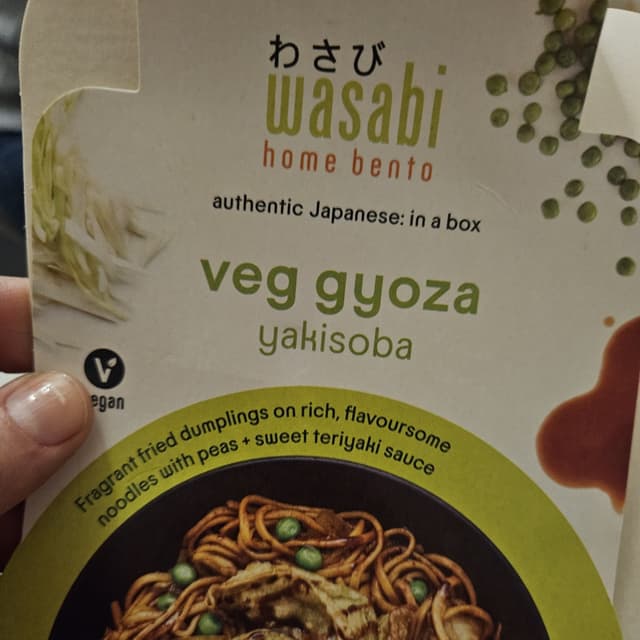 わさび
wasabi
home bento
authentic Japanese: in a box
veg gyoza
yakisoba
V
egan
Fragrant fried dumplings on rich, flavoursome
noodles with peas + sweet teriyaki sauce